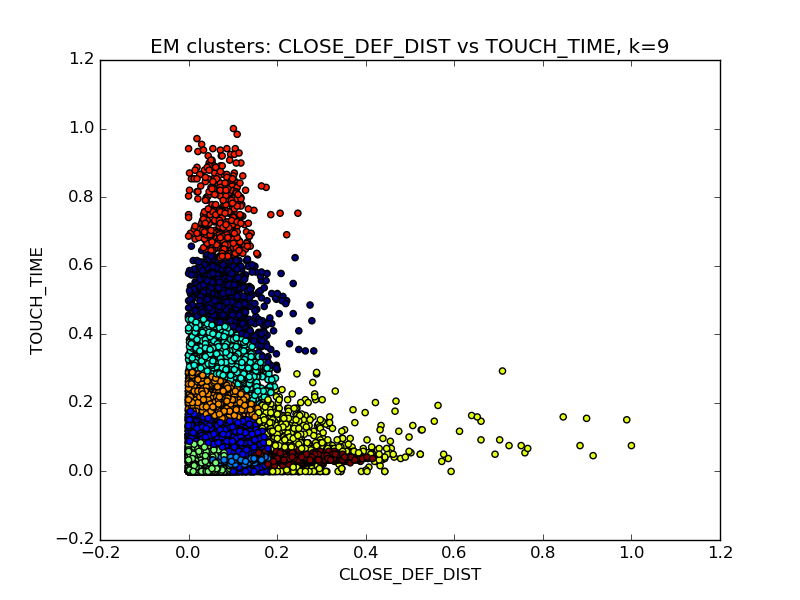 EM clusters: CLOSE_DEF_DIST vs TOUCH_TIME, k=9
1.2
1.0
0.8
0.6
0.4
0.2
0.0
−0.2
TOUCH_TIME
−0.2 0.0 0.2 0.4 0.6 0.8 1.0 1.2
CLOSE_DEF_DIST